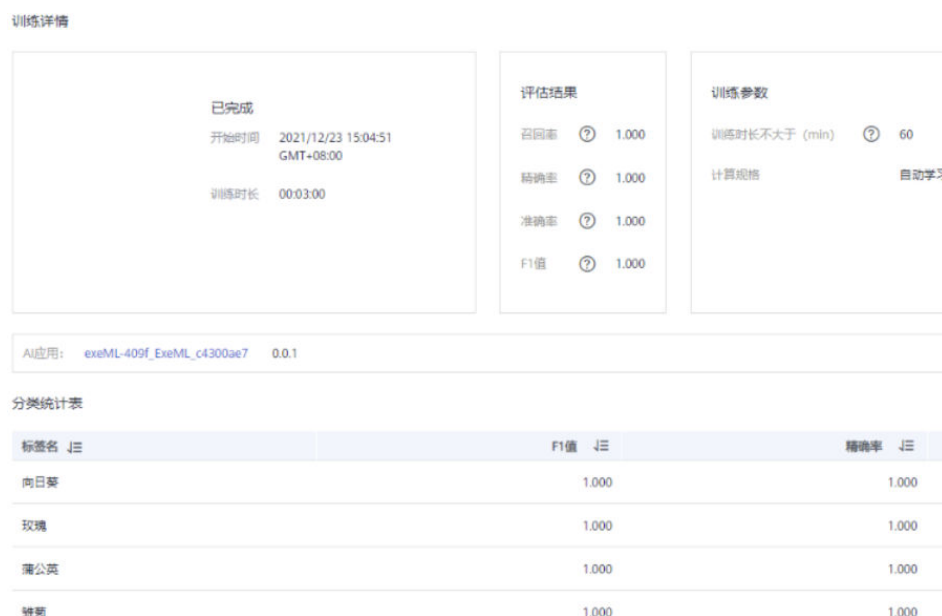 训练详情
已完成
开始时间 2021/12/23 15:04:51
GMT+08:00
训练时长 00:03:00
评估结果
召回率 ? 1.000
精确率 ? 1.000
准确率 ? 1.000
F1值 ? 1.000
训练参数
训练时长不大于 (min) ? 60
计算规格 自动学习
AI应用: exeML-409f_ExeML_c4300ae7 0.0.1
分类统计表
标签名 F1值 精确率
向日葵 1.000 1.000
玫瑰 1.000 1.000
蒲公英 1.000 1.000
雏菊 1.000 1.000